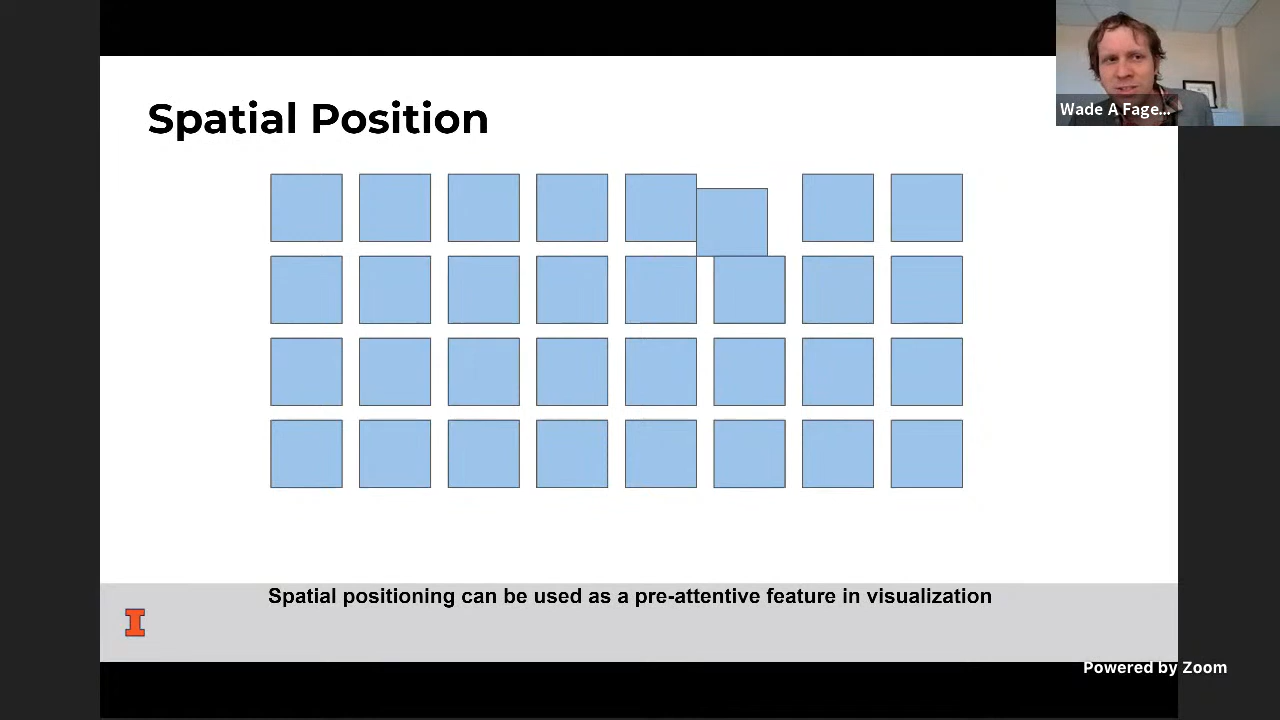 Spatial Position
Wade A Fage...
Spatial positioning can be used as a pre-attentive feature in visualization
I
Powered by Zoom